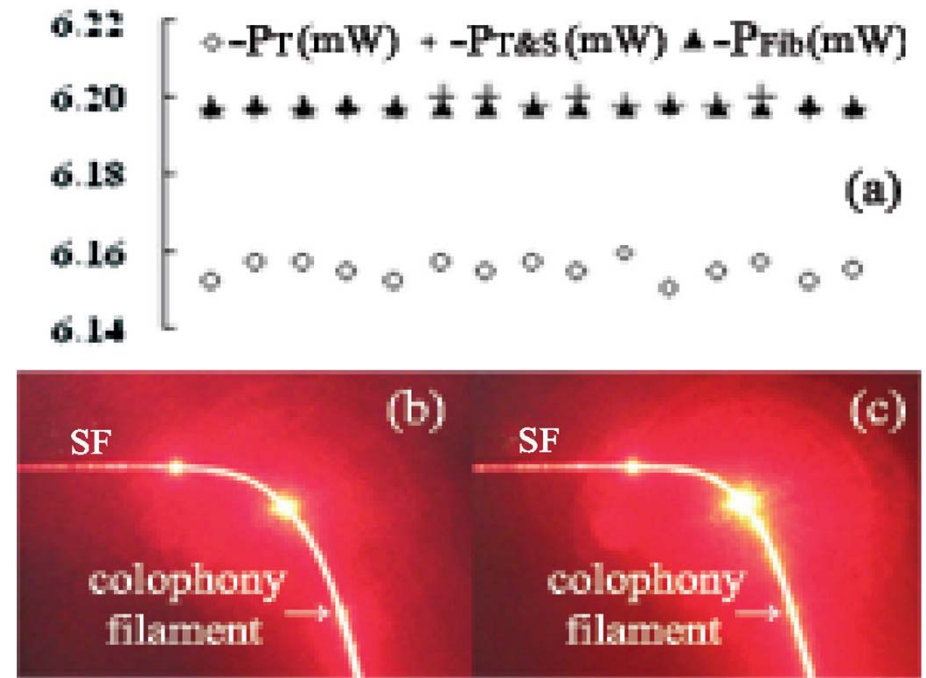 6.22
○-PT(mW) +-PT&S(mW) ▲-PFib(mW)
6.20
6.18
(a)
6.16
6.14
(b)
SF
colophony
filament
(c)
SF
colophony
filament